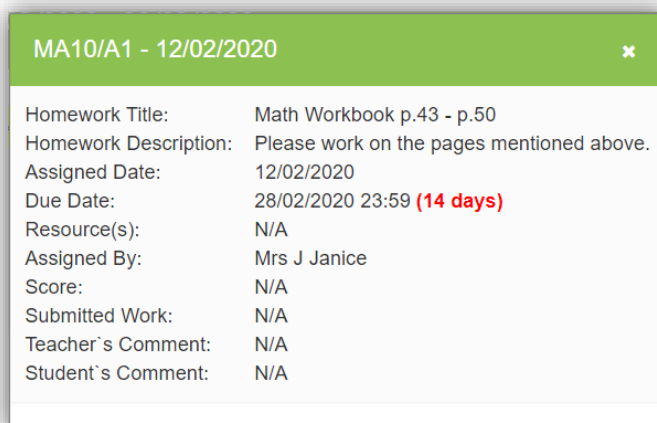 MA10/A1 - 12/02/2020 ×
Homework Title: Math Workbook p.43 - p.50
Homework Description: Please work on the pages mentioned above.
Assigned Date: 12/02/2020
Due Date: 28/02/2020 23:59 (14 days)
Resource(s): N/A
Assigned By: Mrs J Janice
Score: N/A
Submitted Work: N/A
Teacher`s Comment: N/A
Student`s Comment: N/A